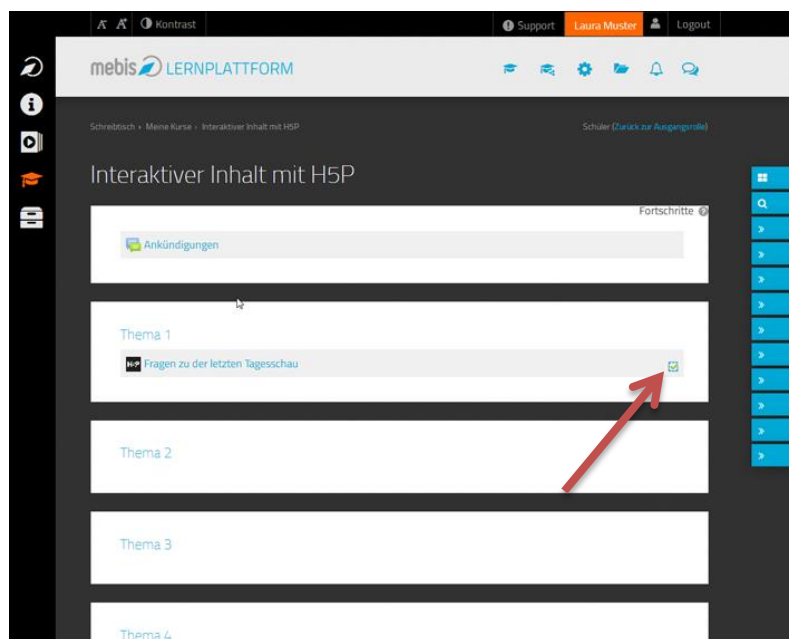 A A Kontrast Support Laura Muster Logout
mebis LERNPLATTFORM
Schreibtisch › Meine Kurse › Interaktiver Inhalt mit H5P Schüler (Zurück zur Ausgangsrolle)
Interaktiver Inhalt mit H5P
Fortschritte
Ankündigungen
Thema 1
H-P Fragen zu der letzten Tagesschau
Thema 2
Thema 3
Thema 4